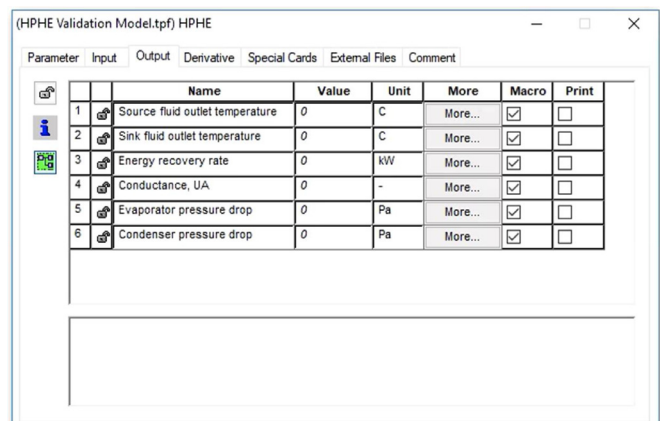 (HPHE Validation Model.tpf) HPHE
Parameter Input Output Derivative Special Cards External Files Comment
Name Value Unit More Macro Print
1 Source fluid outlet temperature 0 C More...
2 Sink fluid outlet temperature 0 C More...
3 Energy recovery rate 0 kW More...
4 Conductance, UA 0 - More...
5 Evaporator pressure drop 0 Pa More...
6 Condenser pressure drop 0 Pa More...